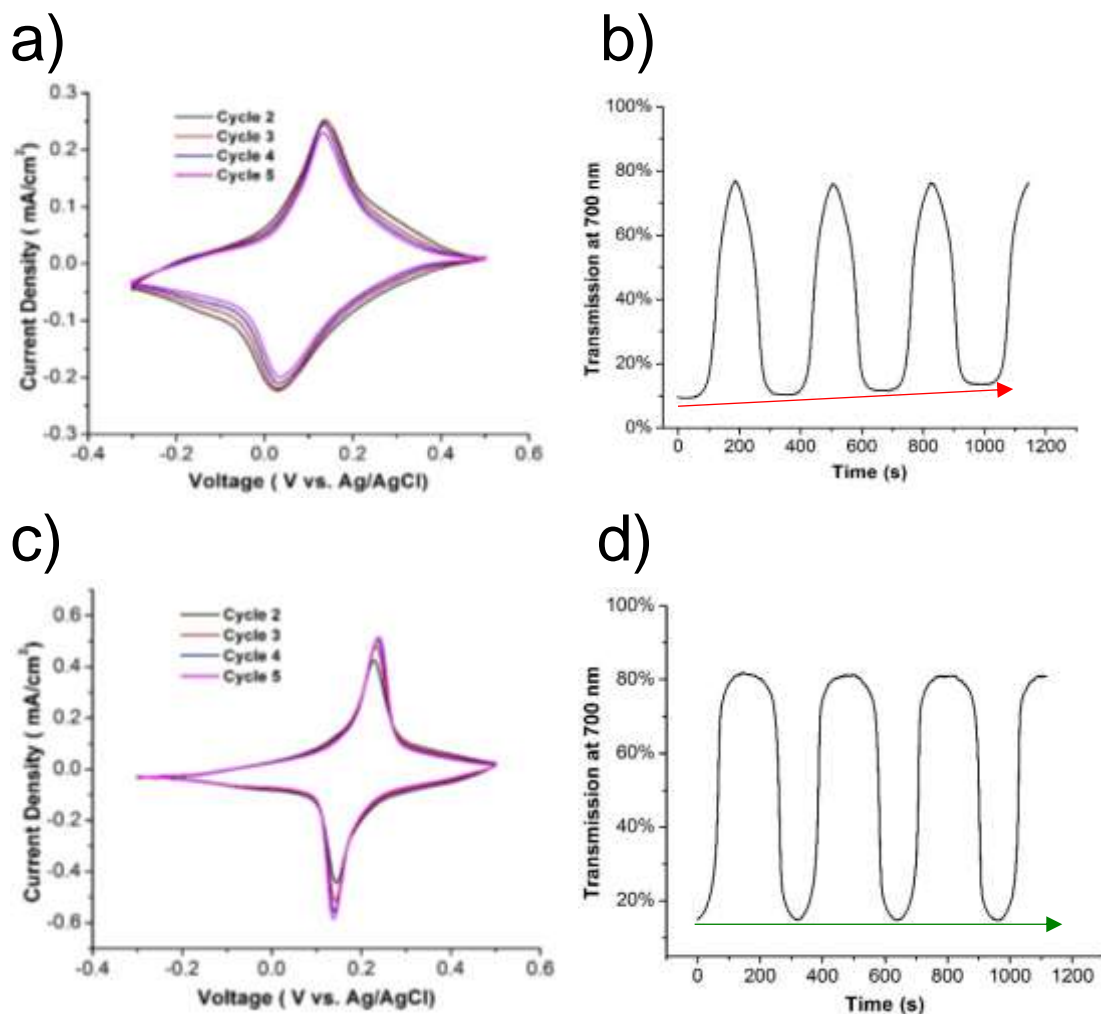 a)
0.3
0.2
0.1
0.0
-0.1
-0.2
-0.3
Current Density ( mA/cm²)
Cycle 2
Cycle 3
Cycle 4
Cycle 5
-0.4 -0.2 0.0 0.2 0.4 0.6
Voltage ( V vs. Ag/AgCl)
b)
100%
80%
60%
40%
20%
0%
Transmission at 700 nm
0 200 400 600 800 1000 1200
Time (s)
c)
0.6
0.4
0.2
0.0
-0.2
-0.4
-0.6
Current Density ( mA/cm²)
Cycle 2
Cycle 3
Cycle 4
Cycle 5
-0.4 -0.2 0.0 0.2 0.4 0.6
Voltage ( V vs. Ag/AgCl)
d)
100%
80%
60%
40%
20%
Transmission at 700 nm
0 200 400 600 800 1000 1200
Time (s)